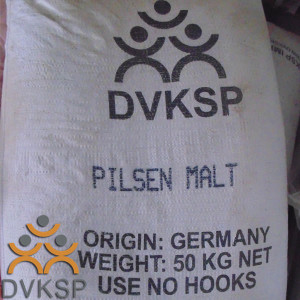 DVKSP
PILSEN MALT
ORIGIN: GERMANY
WEIGHT: 50 KG NET
USE NO HOOKS
DVKSP